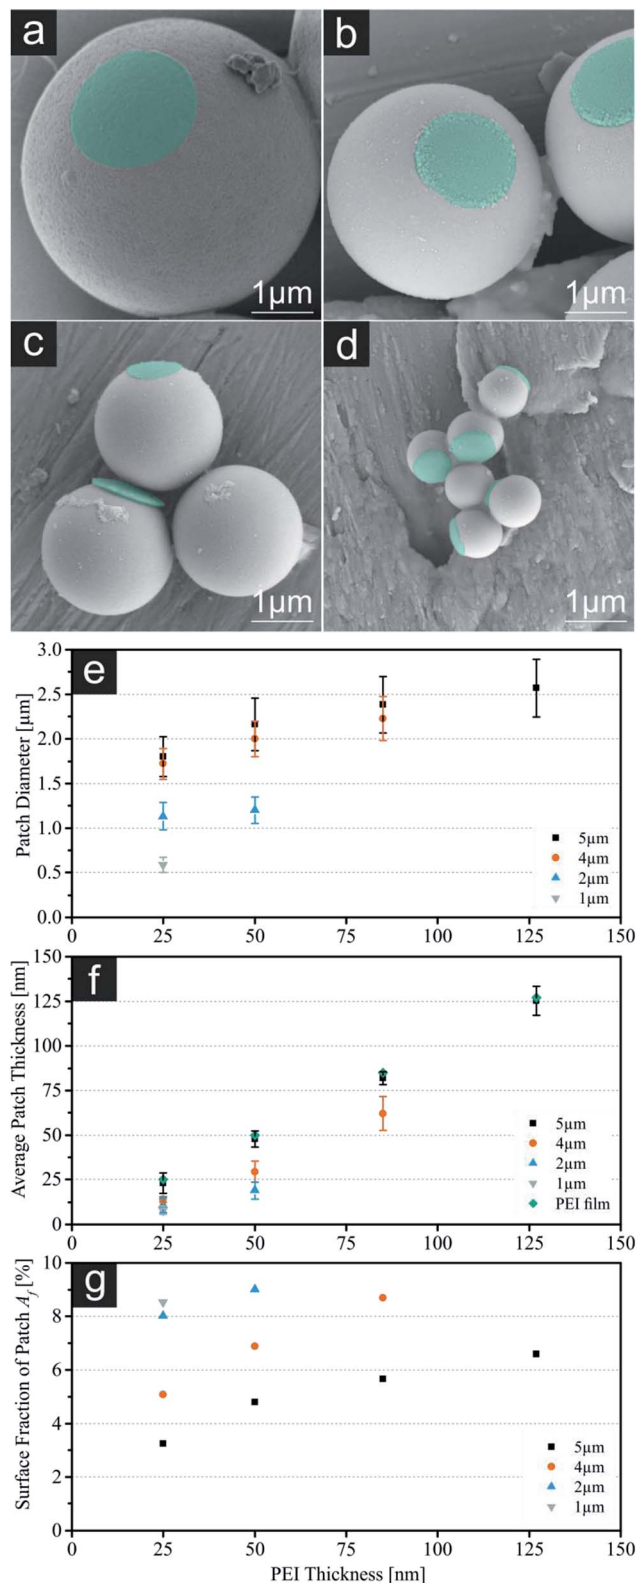 a
b
1µm
1µm
c
d
1µm
1µm
e
3.0
2.5
2.0
1.5
1.0
0.5
0.0
Patch Diameter [µm]
5µm
4µm
2µm
1µm
0 25 50 75 100 125 150
f
150
125
100
75
50
25
0
Average Patch Thickness [nm]
5µm
4µm
2µm
1µm
PEI film
0 25 50 75 100 125 150
g
10
8
6
4
2
0
Surface Fraction of Patch Af [%]
5µm
4µm
2µm
1µm
0 25 50 75 100 125 150
PEI Thickness [nm]